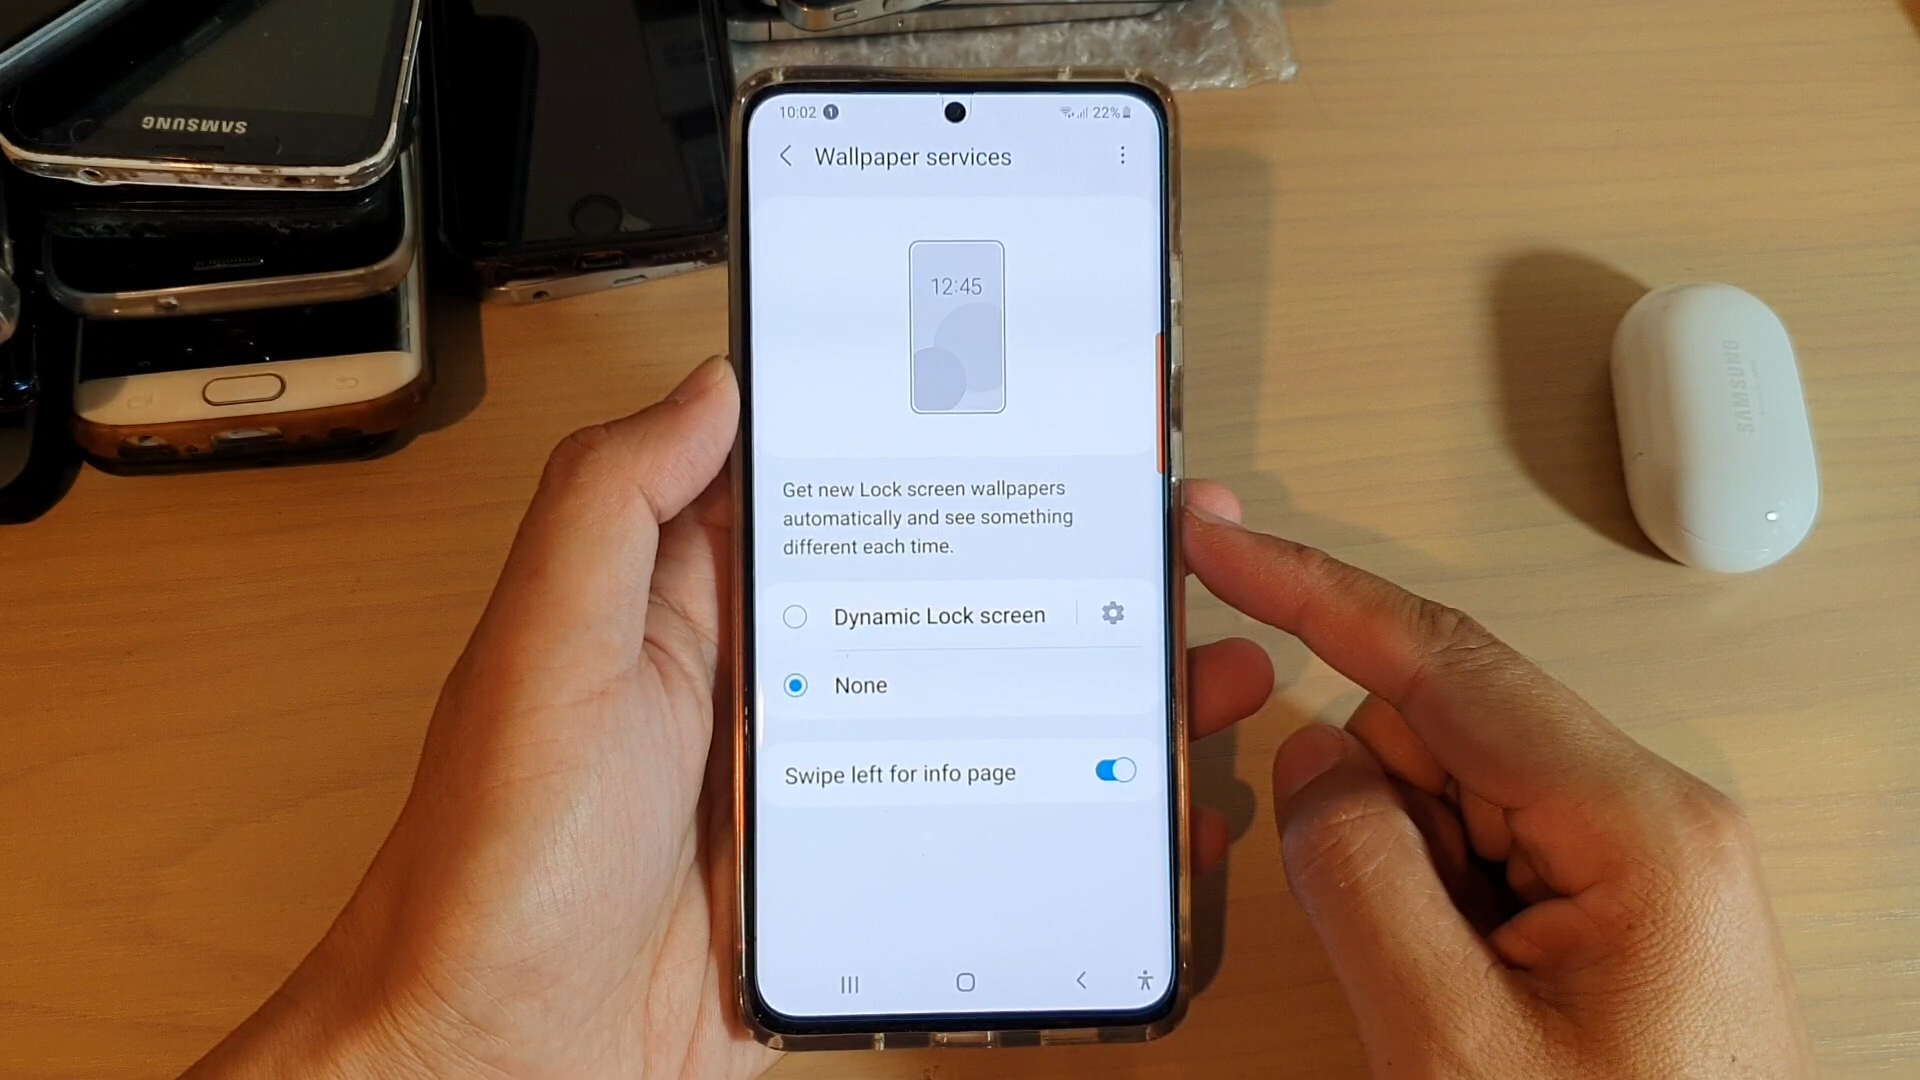 SAMSUNG
10:02 1
22%
Wallpaper services
12:45
Get new Lock screen wallpapers
automatically and see something
different each time.
Dynamic Lock screen
None
Swipe left for info page
SAMSUNG